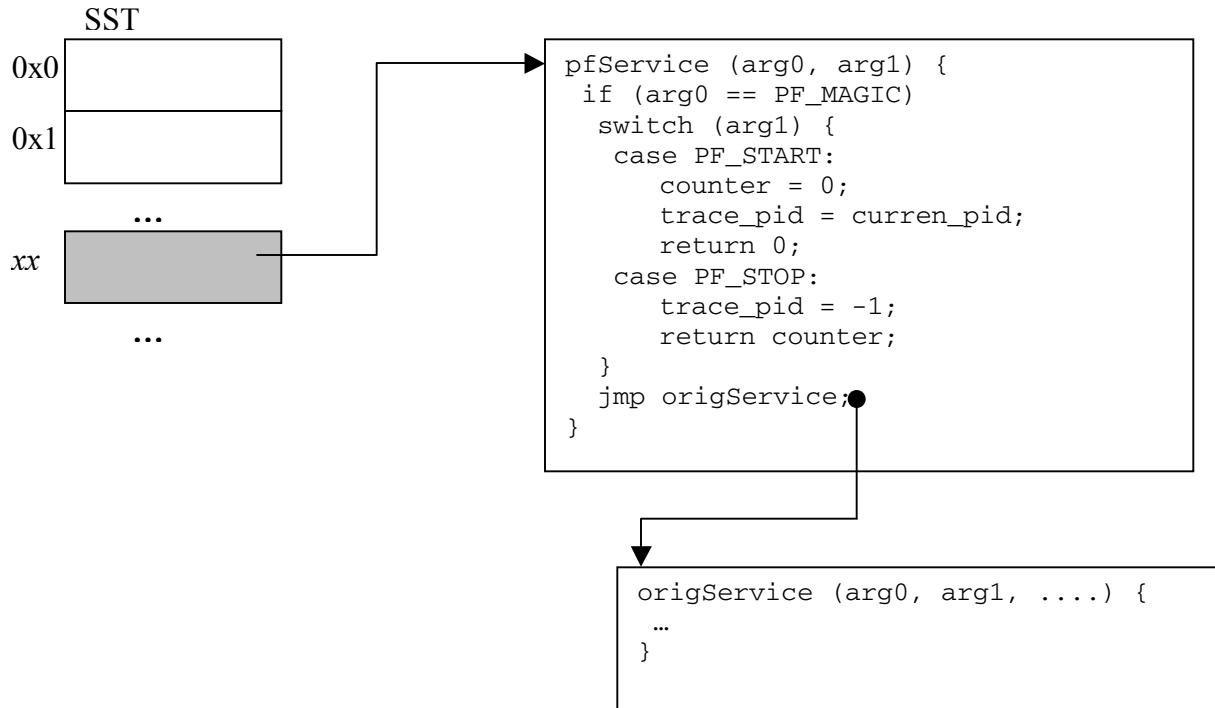 SST
0x0
0x1
...
xx
...
pfService (arg0, arg1) {
if (arg0 == PF_MAGIC)
switch (arg1) {
case PF_START:
counter = 0;
trace_pid = curren_pid;
return 0;
case PF_STOP:
trace_pid = -1;
return counter;
}
jmp origService;
}
origService (arg0, arg1, ....) {
…
}